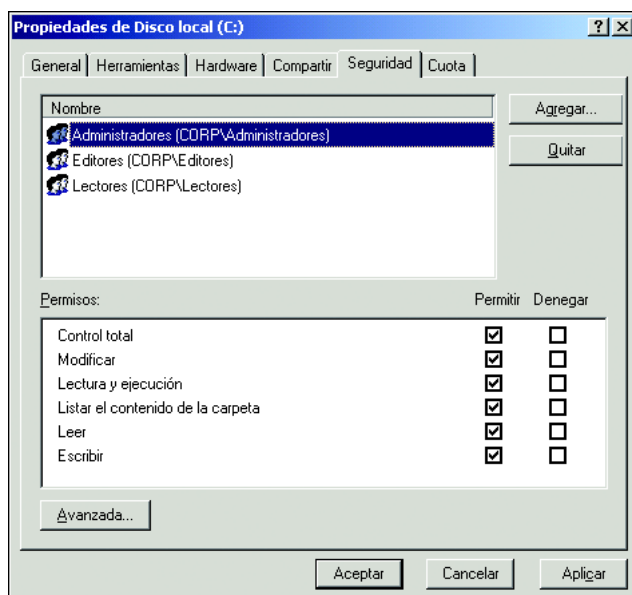 Propiedades de Disco local (C:)
General Herramientas Hardware Compartir Seguridad Cuota
Nombre
Agregar...
Administradores (CORP\Administradores)
Editores (CORP\Editores)
Quitar
Lectores (CORP\Lectores)
Permisos: Permitir Denegar
Control total
Modificar
Lectura y ejecución
Listar el contenido de la carpeta
Leer
Escribir
Avanzada...
Aceptar Cancelar Aplicar